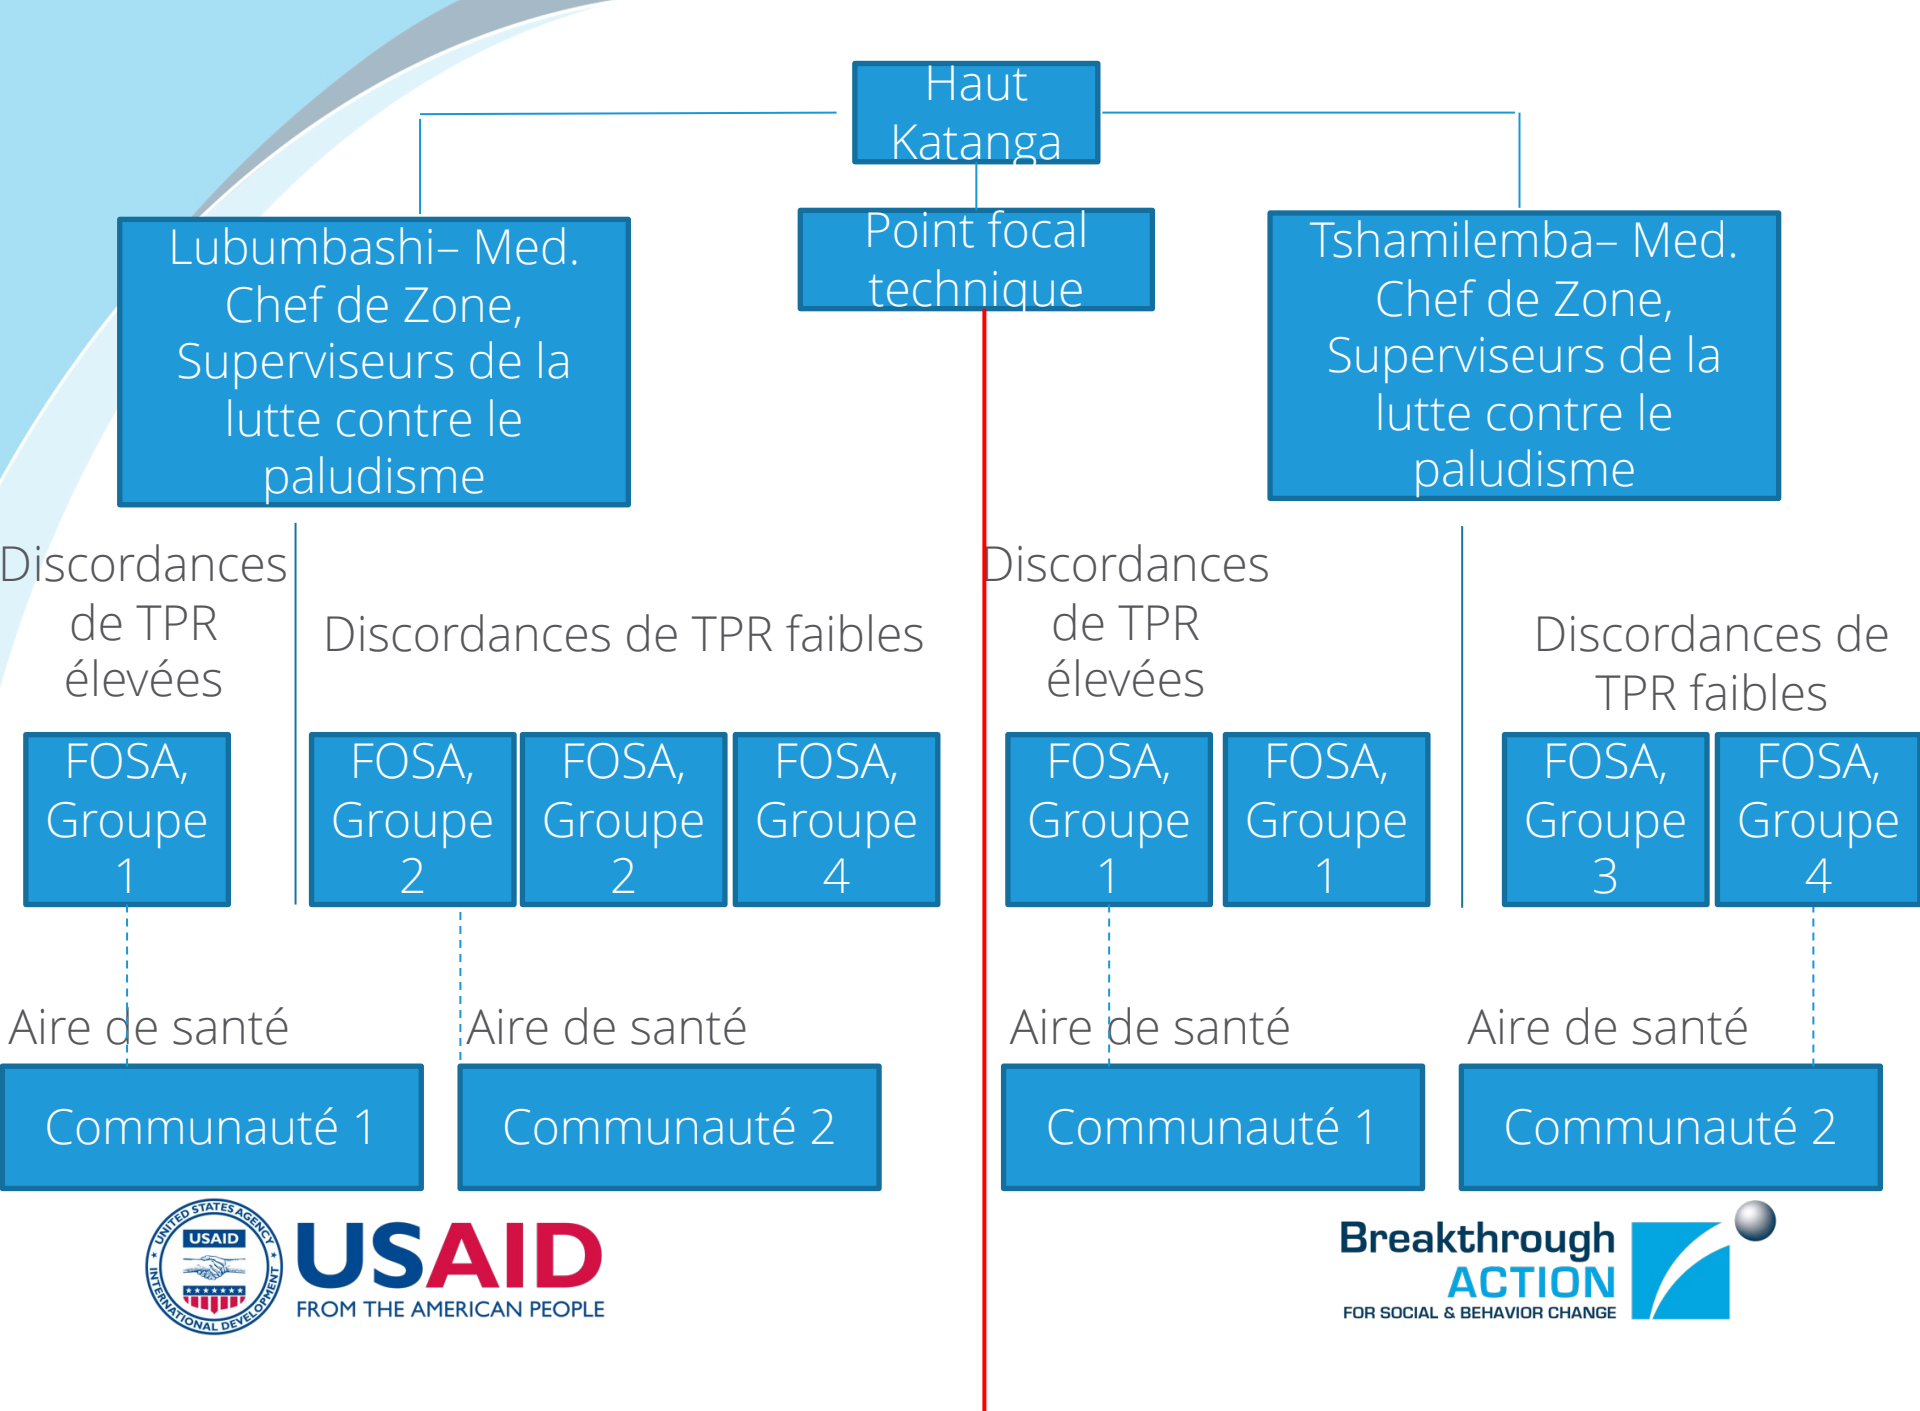 Haut
Katanga
Point focal
technique
Lubumbashi– Med.
Chef de Zone,
Superviseurs de la
lutte contre le
paludisme
Tshamilemba– Med.
Chef de Zone,
Superviseurs de la
lutte contre le
paludisme
Discordances
de TPR
élevées
Discordances de TPR faibles
Discordances
de TPR
élevées
Discordances de
TPR faibles
FOSA,
Groupe
1
FOSA,
Groupe
2
FOSA,
Groupe
2
FOSA,
Groupe
4
FOSA,
Groupe
1
FOSA,
Groupe
1
FOSA,
Groupe
3
FOSA,
Groupe
4
Aire de santé
Aire de santé
Aire de santé
Aire de santé
Communauté 1
Communauté 2
Communauté 1
Communauté 2
UNITED STATES AGENCY
USAID
INTERNATIONAL DEVELOPMENT
USAID
FROM THE AMERICAN PEOPLE
Breakthrough
ACTION
FOR SOCIAL & BEHAVIOR CHANGE